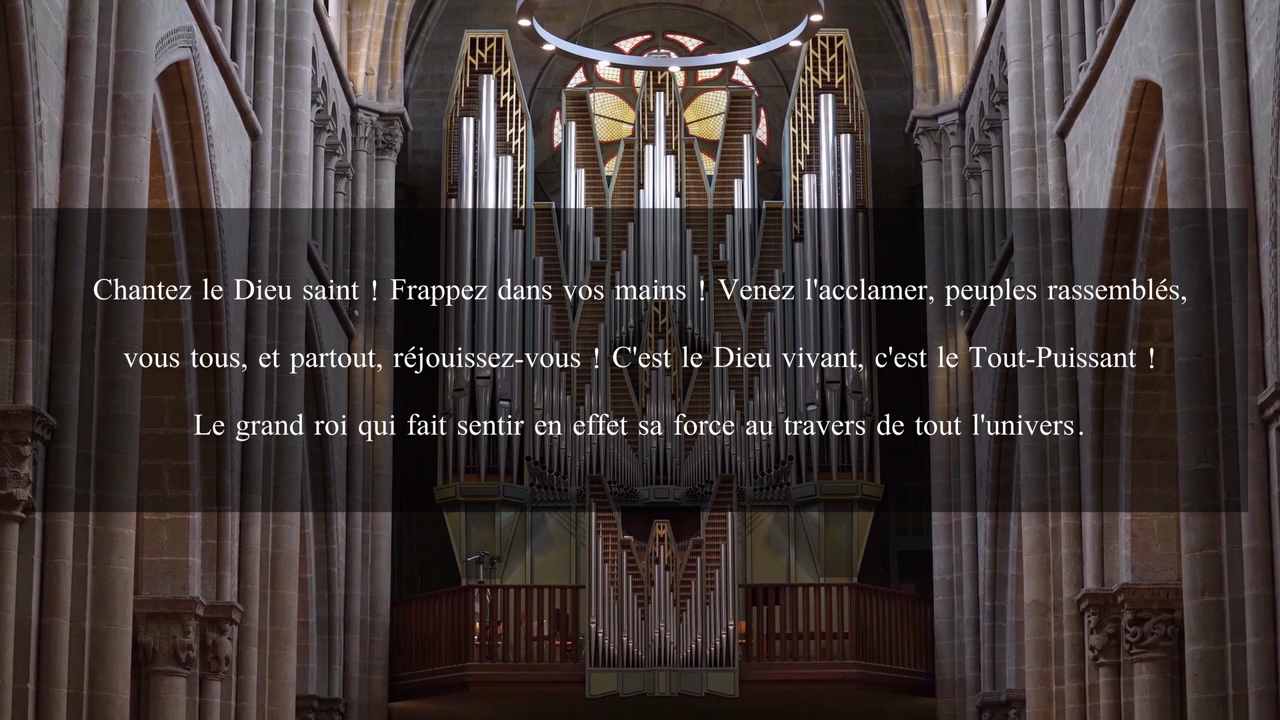 Chantez le Dieu saint ! Frappez dans vos mains ! Venez l'acclamer, peuples rassemblés,
vous tous, et partout, réjouissez-vous ! C'est le Dieu vivant, c'est le Tout-Puissant !
Le grand roi qui fait sentir en effet sa force au travers de tout l'univers.